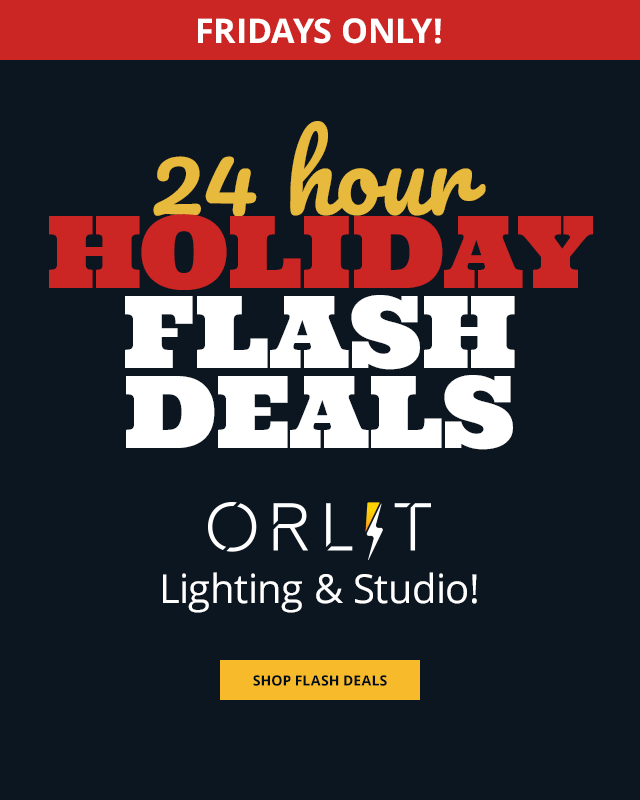 FRIDAYS ONLY!
24 hour
HOLIDAY
FLASH
DEALS
ORLIT
Lighting & Studio!
SHOP FLASH DEALS